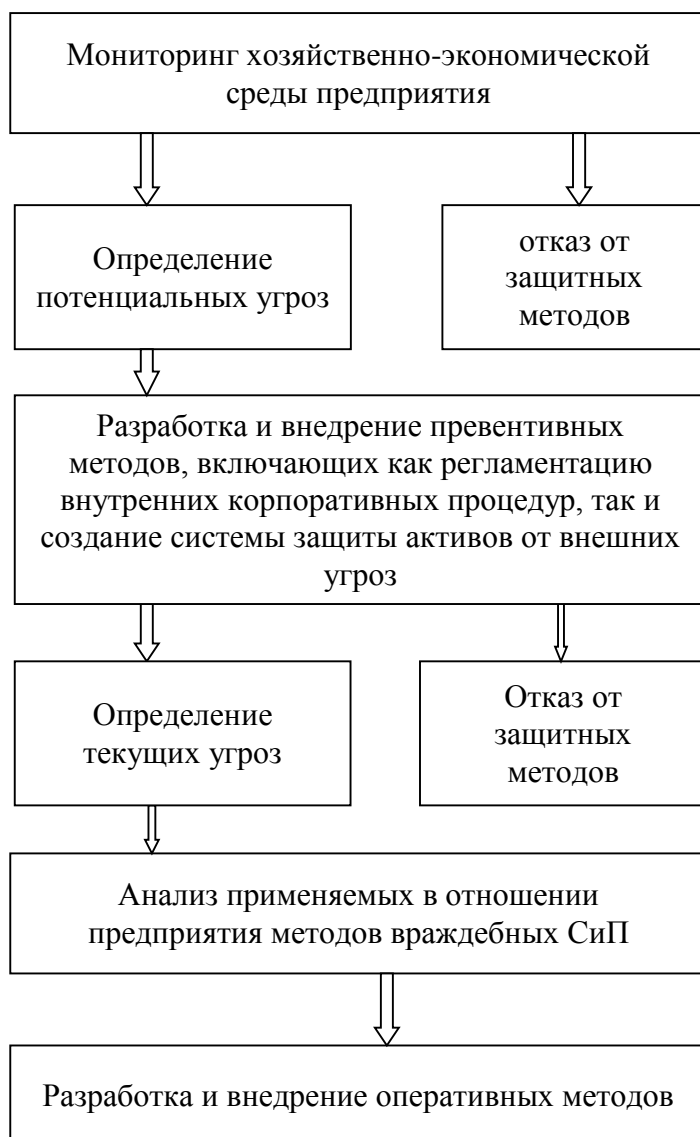 Мониторинг хозяйственно-экономической
среды предприятия
Определение
потенциальных угроз
отказ от
защитных
методов
Разработка и внедрение превентивных
методов, включающих как регламентацию
внутренних корпоративных процедур, так и
создание системы защиты активов от внешних
угроз
Определение
текущих угроз
Отказ от
защитных
методов
Анализ применяемых в отношении
предприятия методов враждебных СиП
Разработка и внедрение оперативных методов